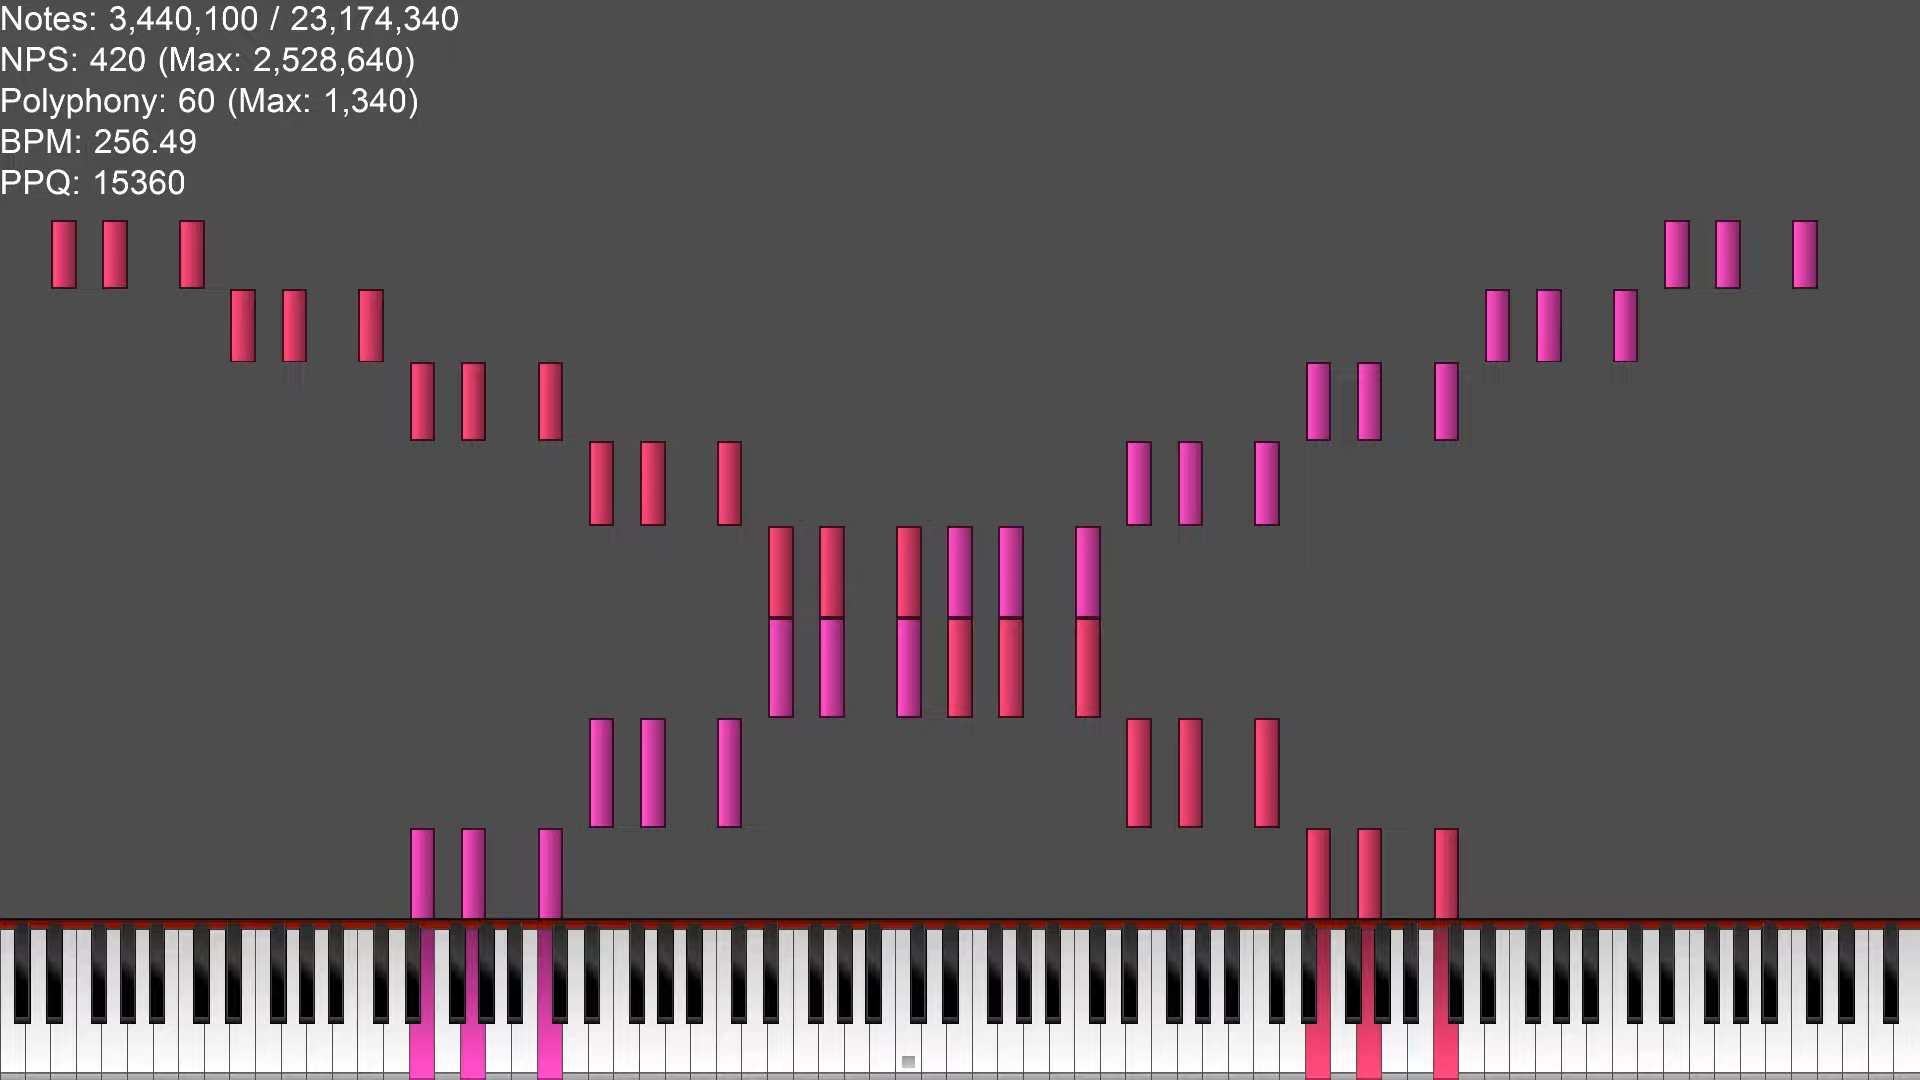 Notes: 3,440,100 / 23,174,340
NPS: 420 (Max: 2,528,640)
Polyphony: 60 (Max: 1,340)
BPM: 256.49
PPQ: 15360